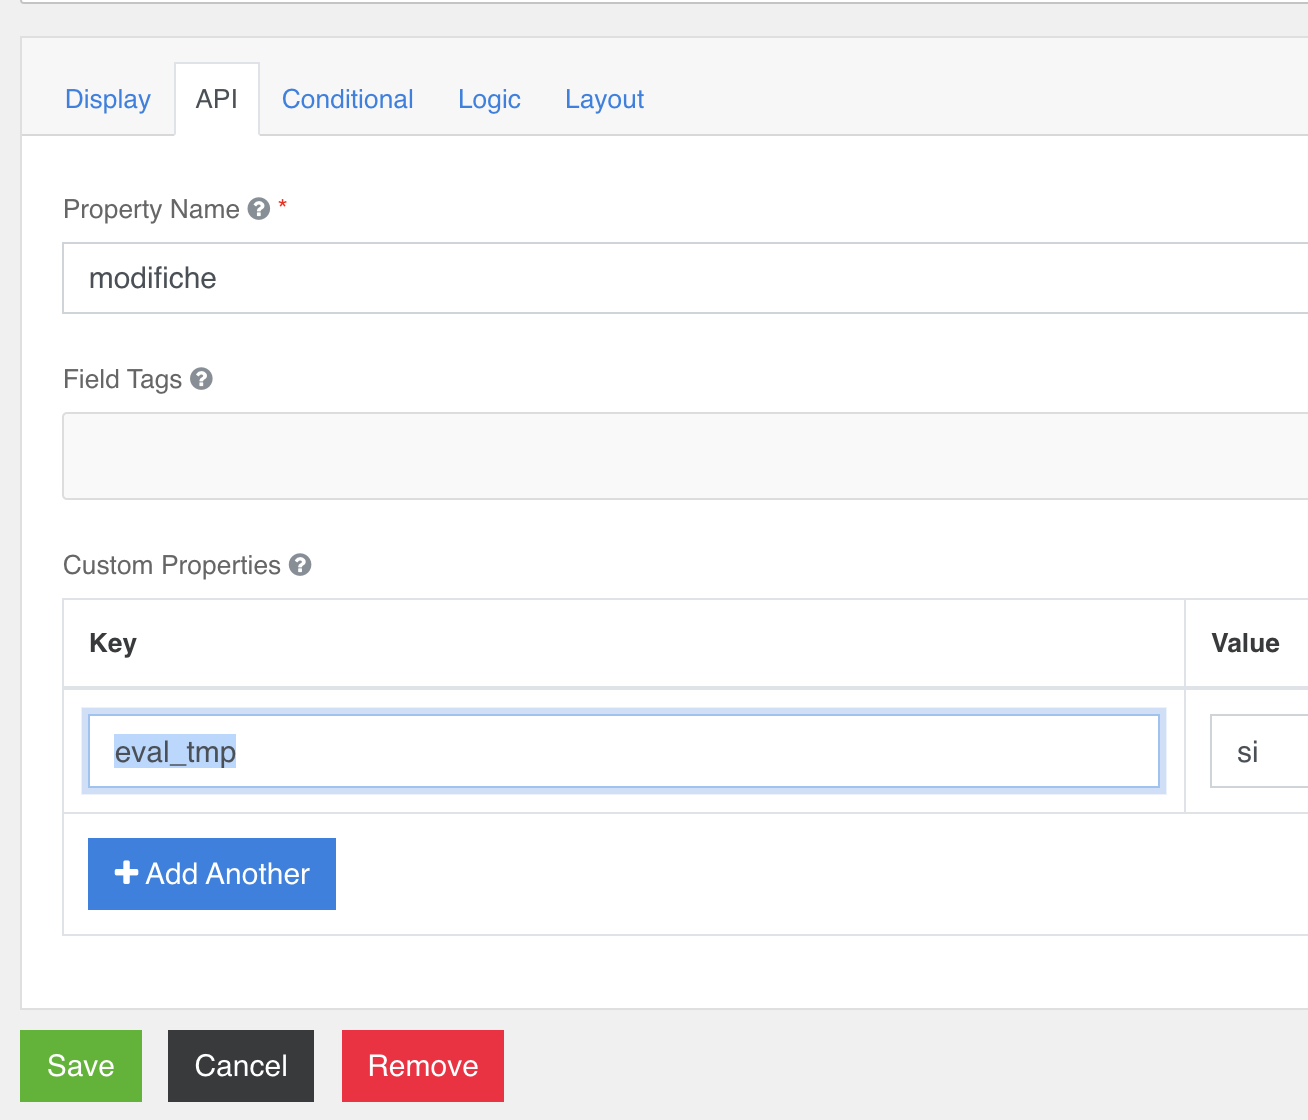 Display API Conditional Logic Layout
Property Name *
modifiche
Field Tags
Custom Properties
Key Value
eval_tmp si
Add Another
Save Cancel Remove